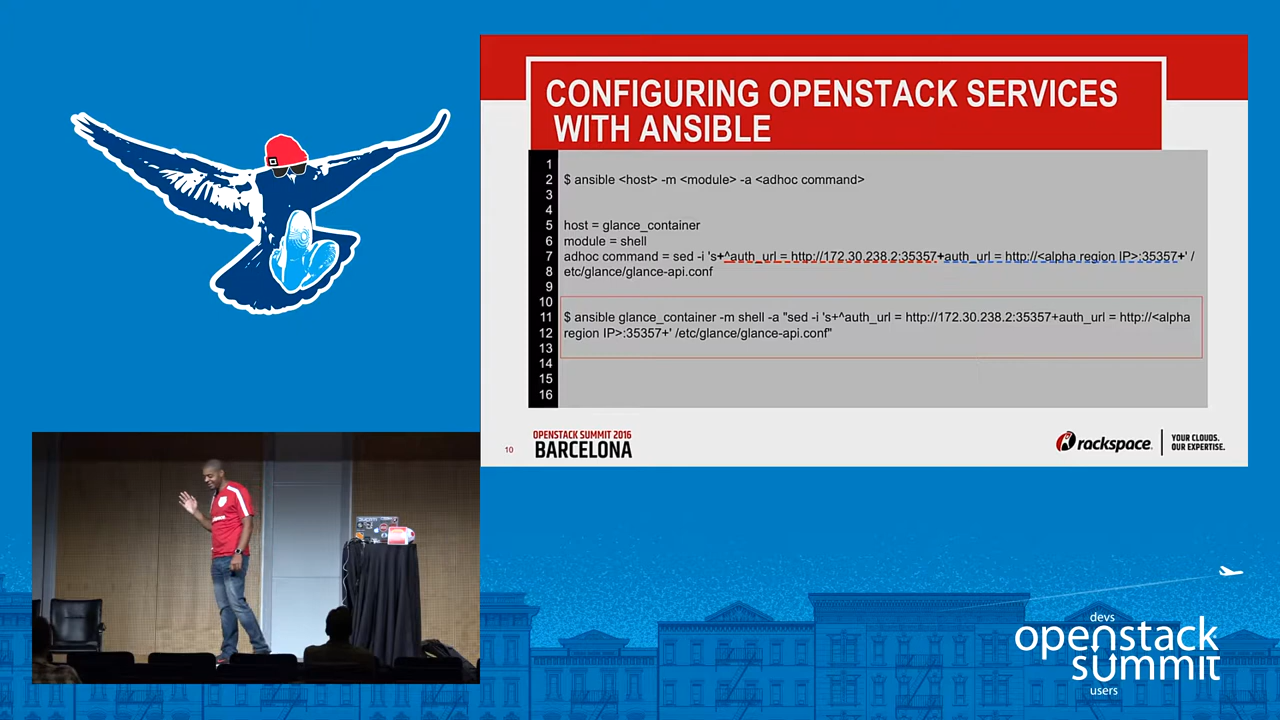 CONFIGURING OPENSTACK SERVICES
WITH ANSIBLE
1
2 $ ansible <host> -m <module> -a <adhoc command>
3
4
5 host = glance_container
6 module = shell
7 adhoc command = sed -i 's+^auth_url = http://172.30.238.2:35357+auth_url = http://<alpha region IP>:35357+' /
8 etc/glance/glance-api.conf
9
10
11 $ ansible glance_container -m shell -a "sed -i 's+^auth_url = http://172.30.238.2:35357+auth_url = http://<alpha
12 region IP>:35357+' /etc/glance/glance-api.conf"
13
14
15
16
10
OPENSTACK SUMMIT 2016
BARCELONA
rackspace.
YOUR CLOUDS.
OUR EXPERTISE.
devs
openstack
summit
users